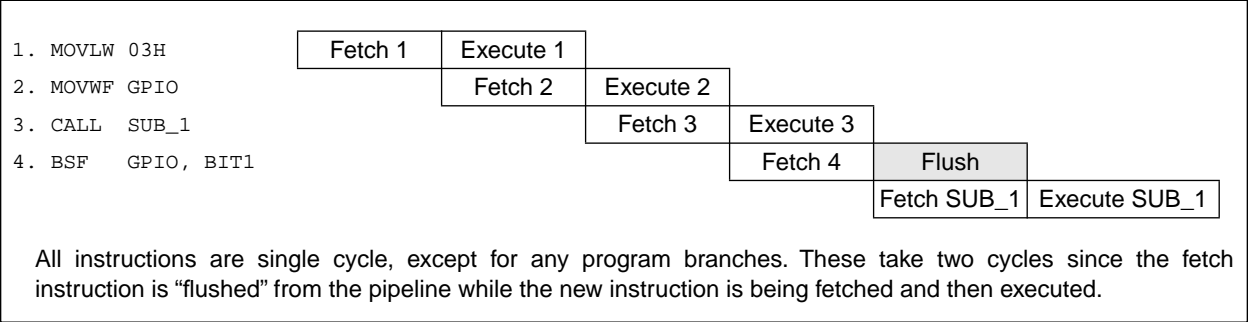 1. MOVLW 03H Fetch 1 Execute 1
2. MOVWF GPIO Fetch 2 Execute 2
3. CALL SUB_1 Fetch 3 Execute 3
4. BSF GPIO, BIT1 Fetch 4 Flush
Fetch SUB_1 Execute SUB_1
All instructions are single cycle, except for any program branches. These take two cycles since the fetch
instruction is “flushed” from the pipeline while the new instruction is being fetched and then executed.